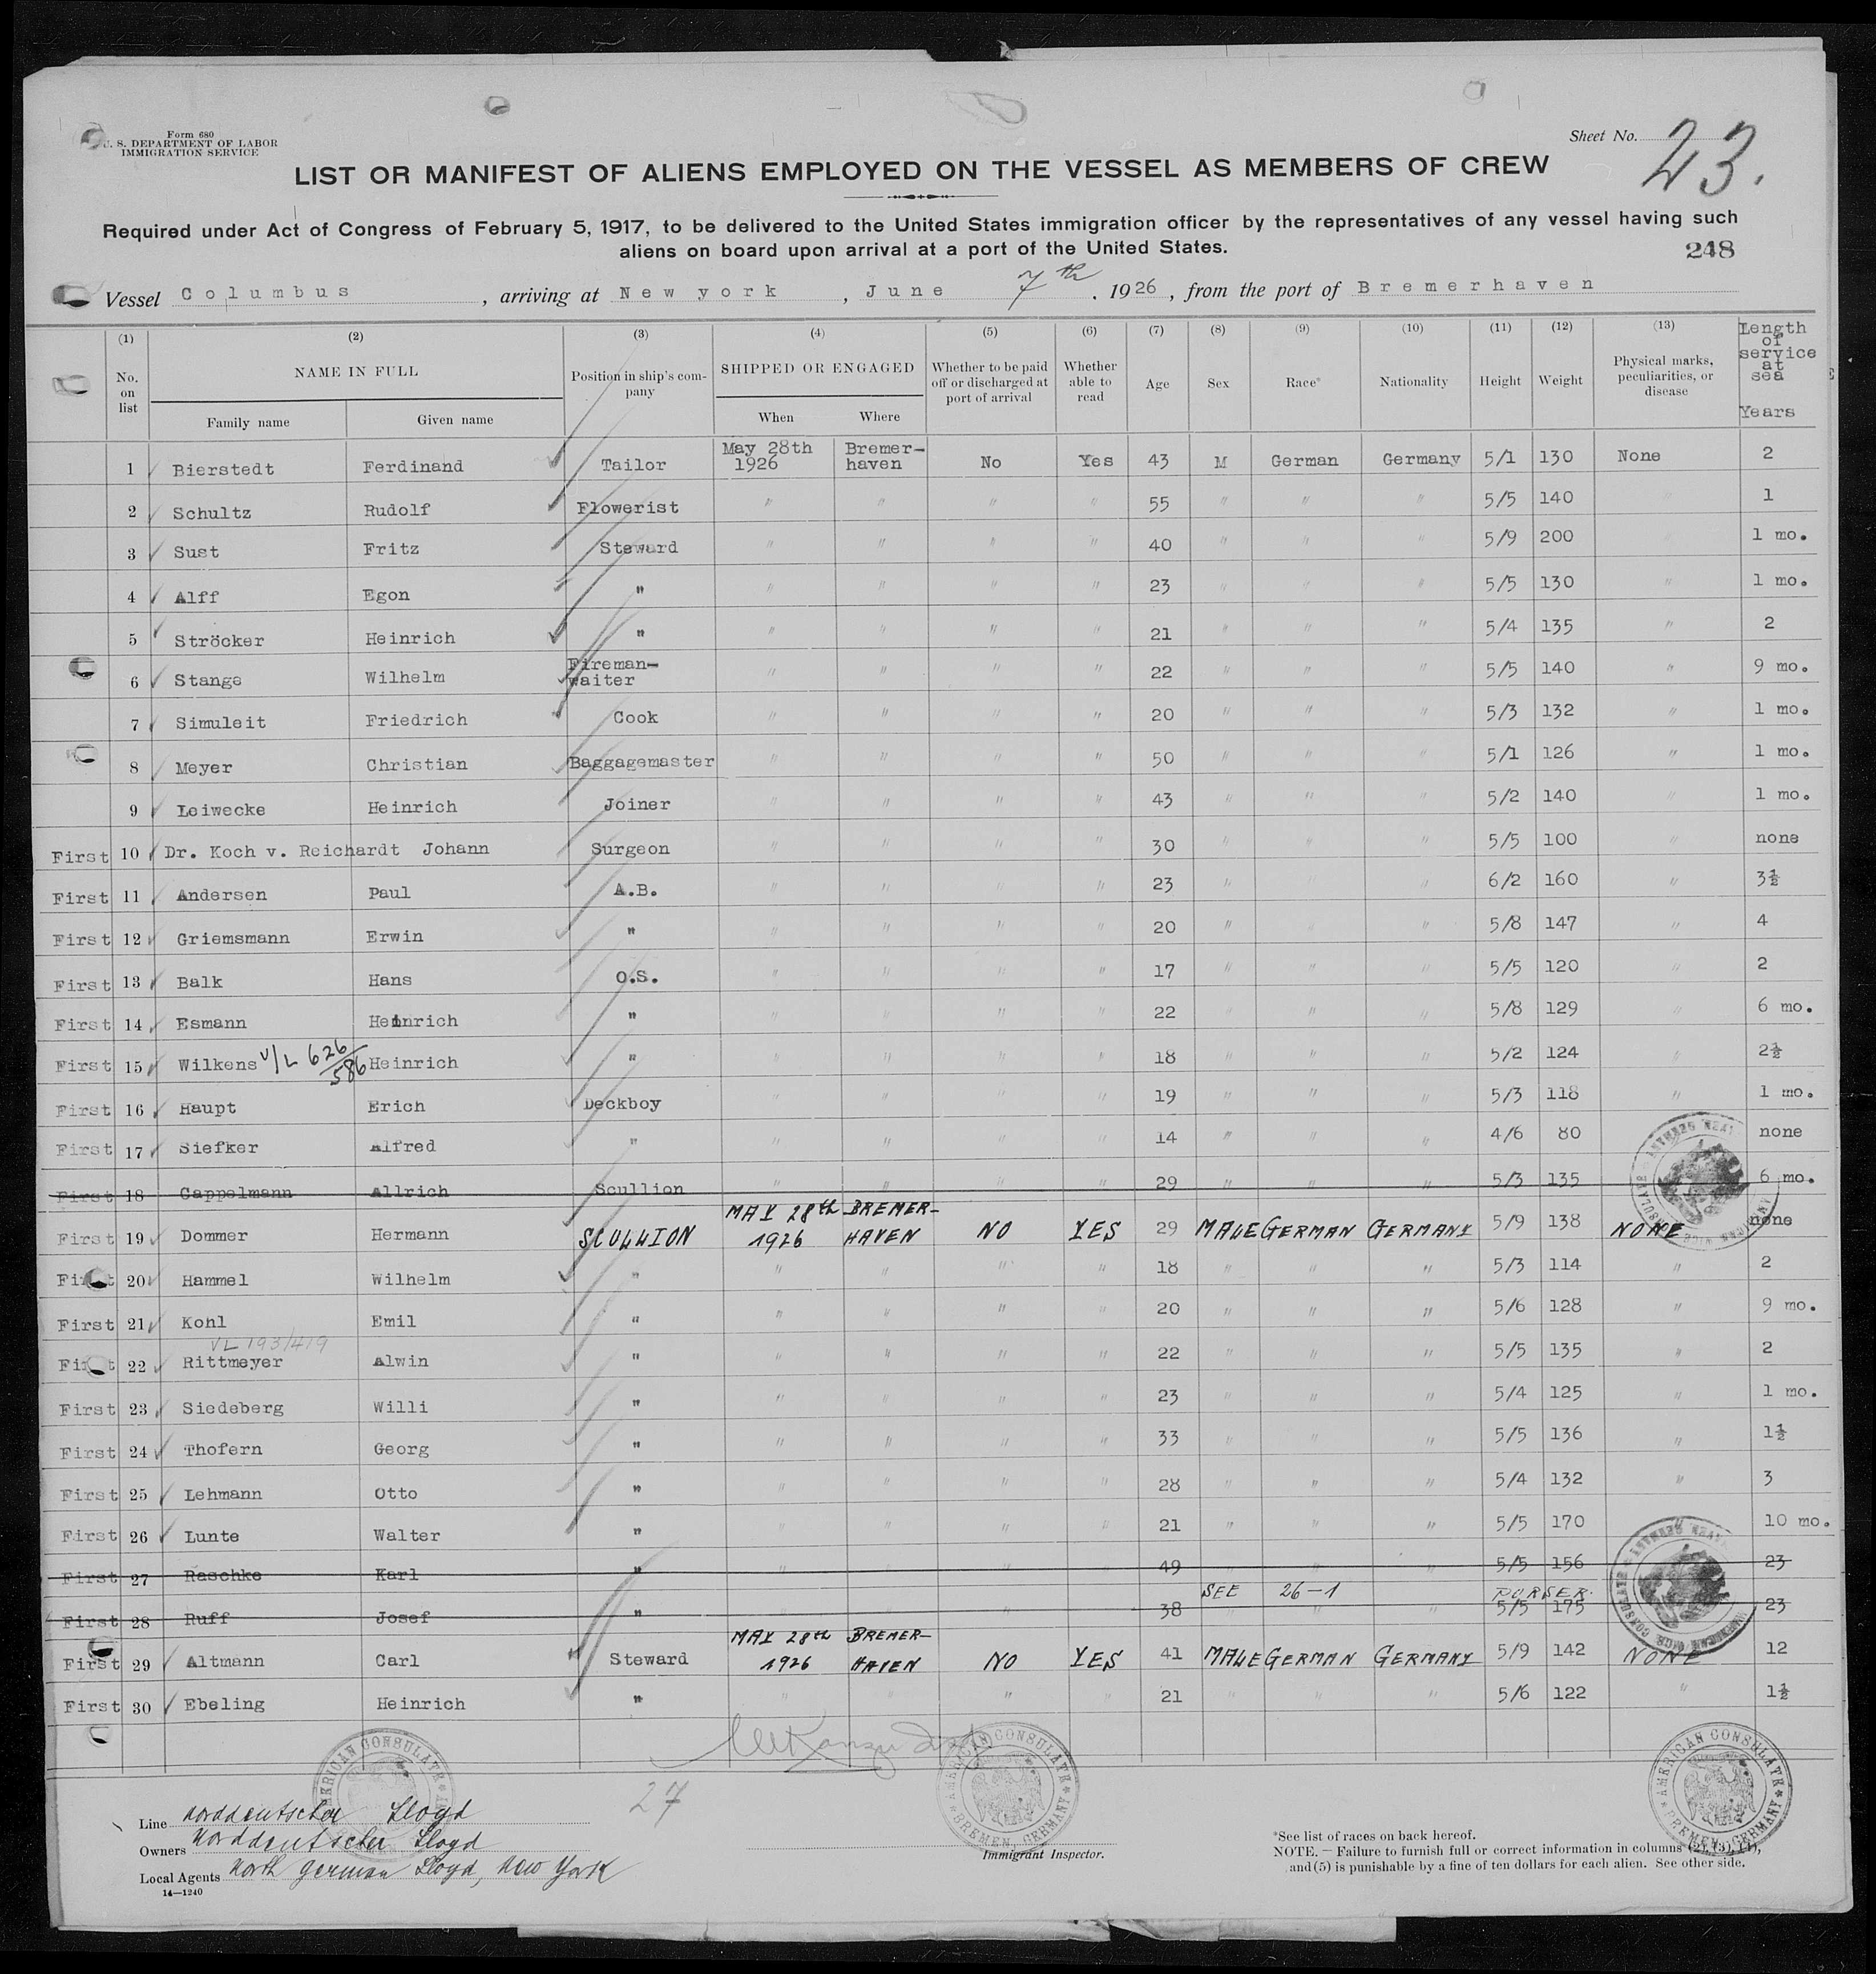 Form 680
U. S. DEPARTMENT OF LABOR
IMMIGRATION SERVICE
Sheet No. 23.
LIST OR MANIFEST OF ALIENS EMPLOYED ON THE VESSEL AS MEMBERS OF CREW
Required under Act of Congress of February 5, 1917, to be delivered to the United States immigration officer by the representatives of any vessel having such
aliens on board upon arrival at a port of the United States.
248
Vessel Columbus, arriving at New york, June 7th, 1926, from the port of Bremerhaven
(1) (2) (3) (4) (5) (6) (7) (8) (9) (10) (11) (12) (13) Length of service at sea Years
No. on list NAME IN FULL Position in ship's company SHIPPED OR ENGAGED Whether to be paid off or discharged at port of arrival Whether able to read Age Sex Race* Nationality Height Weight Physical marks, peculiarities, or disease
Family name Given name When Where
1 Bierstedt Ferdinand Tailor May 28th 1926 Bremer-haven No Yes 43 M German Germany 5/1 130 None 2
2 Schultz Rudolf Flowerist " " " " 55 " " " 5/5 140 " 1
3 Sust Fritz Steward " " " " 40 " " " 5/9 200 " 1 mo.
4 Alff Egon " " " " " 23 " " " 5/5 130 " 1 mo.
5 Ströcker Heinrich " " " " " 21 " " " 5/4 135 " 2
6 Stange Wilhelm Fireman-waiter " " " " 22 " " " 5/5 140 " 9 mo.
7 Simuleit Friedrich Cook " " " " 20 " " " 5/3 132 " 1 mo.
8 Meyer Christian Baggagemaster " " " " 50 " " " 5/1 126 " 1 mo.
9 Leiwecke Heinrich Joiner " " " " 43 " " " 5/2 140 " 1 mo.
First 10 Dr. Koch v. Reichardt Johann Surgeon " " " " 30 " " " 5/5 100 " none
First 11 Andersen Paul A.B. " " " " 23 " " " 6/2 160 " 3½
First 12 Griemsmann Erwin " " " " " 20 " " " 5/8 147 " 4
First 13 Balk Hans O.S. " " " " 17 " " " 5/5 120 " 2
First 14 Esmann Heinrich " " " " " 22 " " " 5/8 129 " 6 mo.
First 15 Wilkens V/L 626/586 Heinrich " " " " " 18 " " " 5/2 124 " 2½
First 16 Haupt Erich Deckboy " " " " 19 " " " 5/3 118 " 1 mo.
First 17 Siefker Alfred " " " " " 14 " " " 4/6 80 none
First 18 Cappelmann Allrich Scullion " " " " 29 " " " 5/3 135 6 mo.
First 19 Dommer Hermann SCULLION MAY 28th 1926 BREMER-HAVEN NO YES 29 MALE GERMAN GERMANY 5/9 138 NONE none
First 20 Hammel Wilhelm " " " " " 18 " " " 5/3 114 " 2
First 21 Kohl Emil " " " " " 20 " " " 5/6 128 " 9 mo.
VL 193/419
First 22 Rittmeyer Alwin " " " " " 22 " " " 5/5 135 " 2
First 23 Siedeberg Willi " " " " " 23 " " " 5/4 125 " 1 mo.
First 24 Thofern Georg " " " " " 33 " " " 5/5 136 " 1½
First 25 Lehmann Otto " " " " " 28 " " " 5/4 132 " 3
First 26 Lunte Walter " " " " " 21 " " " 5/5 170 10 mo.
First 27 Raschke Karl " " " " " 49 " " " 5/5 156 23
SEE 26-1 PURSER.
First 28 Ruff Josef " " " " " 38 " " " 5/5 175 23
First 29 Altmann Carl Steward MAY 28th 1926 BREMER-HAVEN NO YES 41 MALE GERMAN GERMANY 5/9 142 NONE 12
First 30 Ebeling Heinrich " " " " " 21 " " " 5/6 122 " 1½
27
AMERICAN CONSULATE
AMERICAN CONSULATE BREMEN, GERMANY
AMERICAN CONSULATE BREMEN, GERMANY
Line Norddeutscher Lloyd
Owners Norddeutscher Lloyd
Local Agents North German Lloyd, New York
14—1240
Immigrant Inspector.
*See list of races on back hereof.
NOTE. — Failure to furnish full or correct information in columns (2), (3), (4),
and (5) is punishable by a fine of ten dollars for each alien. See other side.